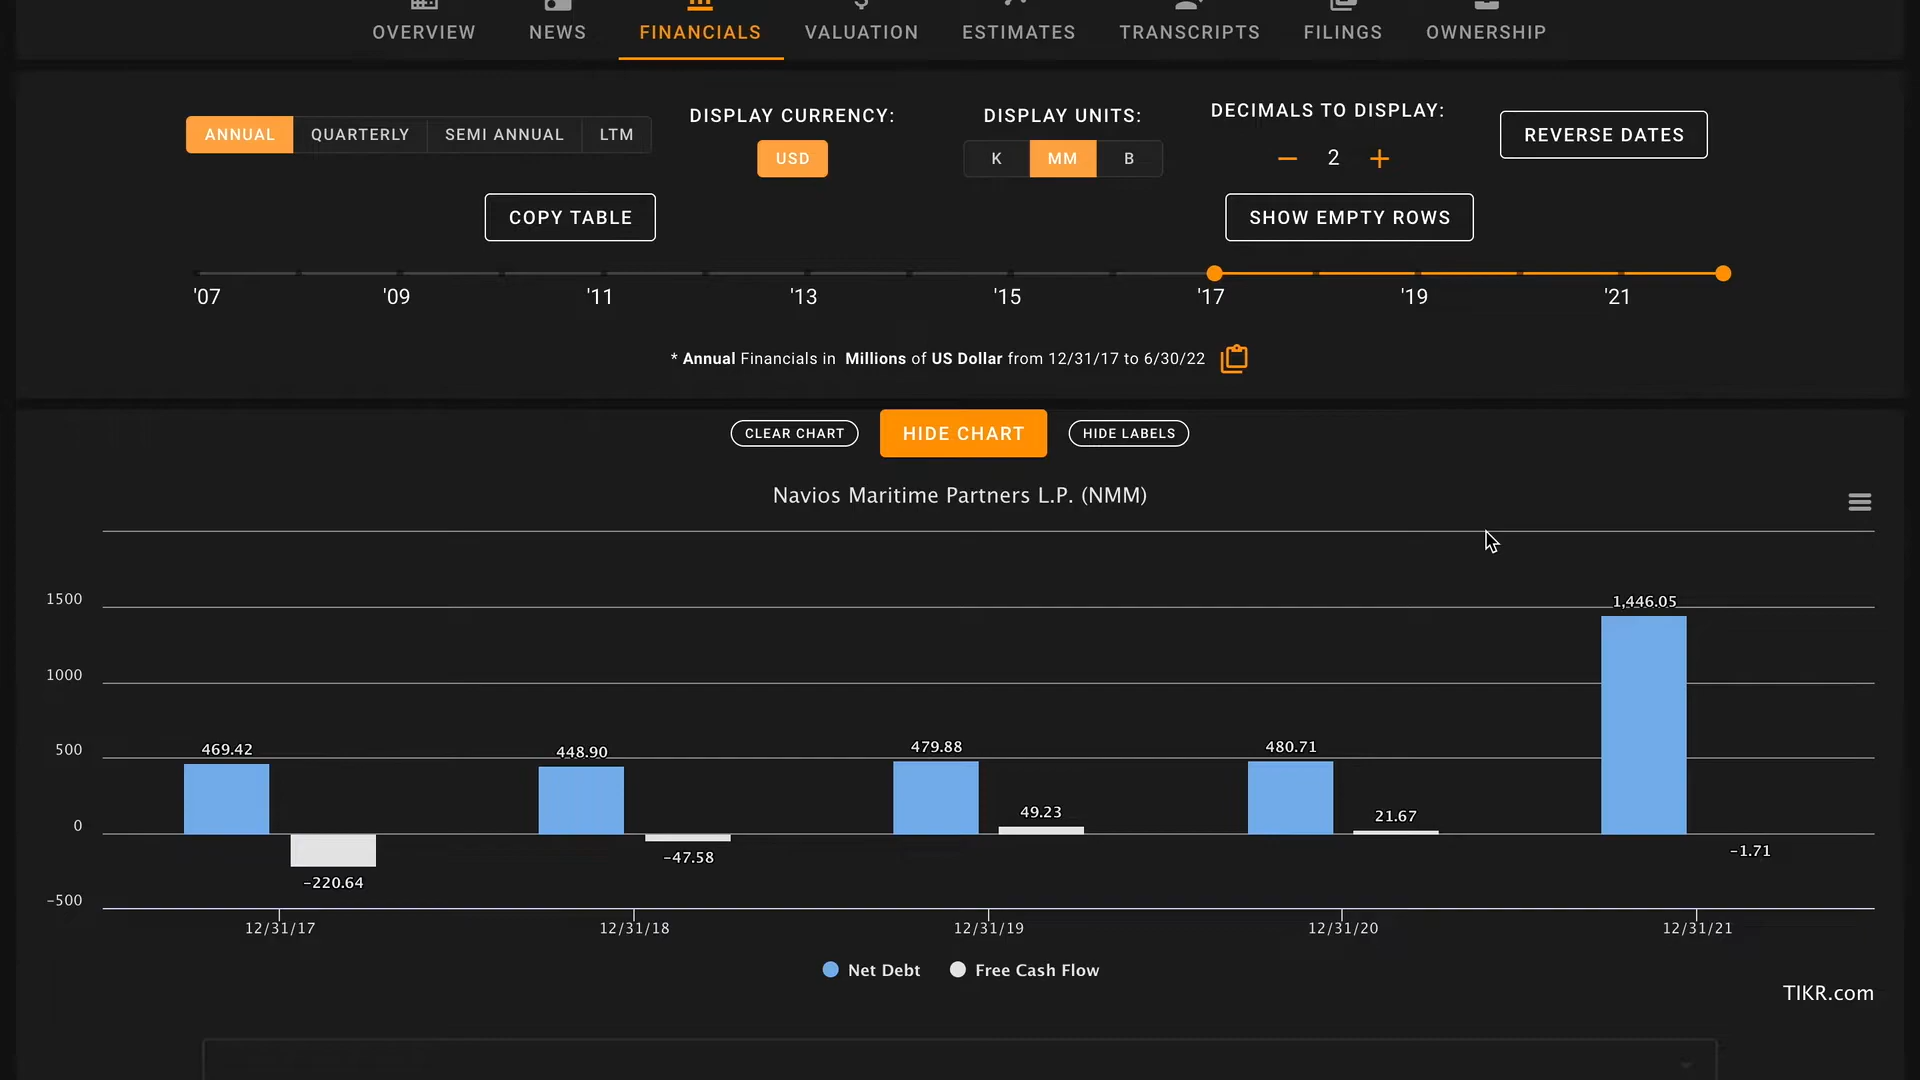 OVERVIEW NEWS FINANCIALS VALUATION ESTIMATES TRANSCRIPTS FILINGS OWNERSHIP
ANNUAL QUARTERLY SEMI ANNUAL LTM
DISPLAY CURRENCY:
USD
DISPLAY UNITS:
K MM B
DECIMALS TO DISPLAY:
− 2 +
REVERSE DATES
COPY TABLE
SHOW EMPTY ROWS
'07 '09 '11 '13 '15 '17 '19 '21
* Annual Financials in Millions of US Dollar from 12/31/17 to 6/30/22
CLEAR CHART HIDE CHART HIDE LABELS
Navios Maritime Partners L.P. (NMM)
1500
1000
500
0
-500
469.42
-220.64
448.90
-47.58
479.88
49.23
480.71
21.67
1,446.05
-1.71
12/31/17 12/31/18 12/31/19 12/31/20 12/31/21
Net Debt Free Cash Flow
TIKR.com